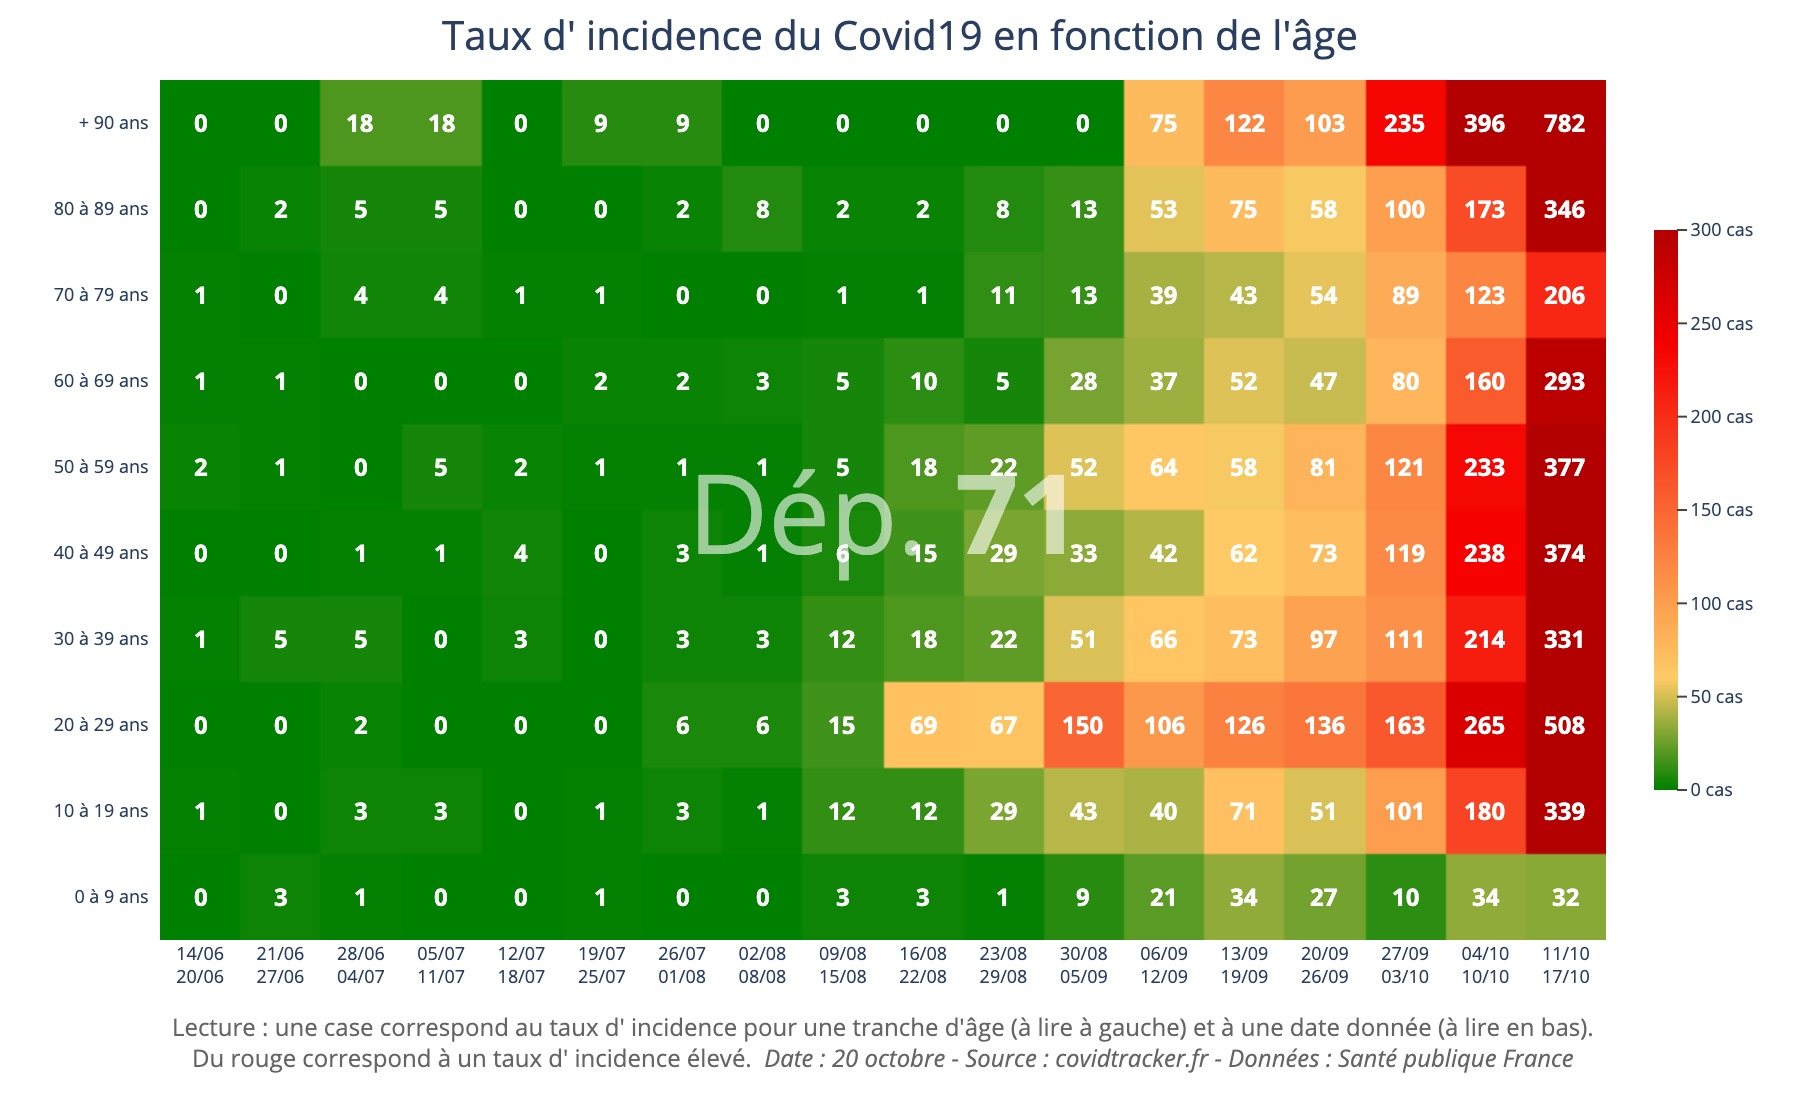 Taux d' incidence du Covid19 en fonction de l'âge
+ 90 ans 0 0 18 18 0 9 9 0 0 0 0 0 75 122 103 235 396 782
80 à 89 ans 0 2 5 5 0 0 2 8 2 2 8 13 53 75 58 100 173 346
70 à 79 ans 1 0 4 4 1 1 0 0 1 1 11 13 39 43 54 89 123 206
60 à 69 ans 1 1 0 0 0 2 2 3 5 10 5 28 37 52 47 80 160 293
50 à 59 ans 2 1 0 5 2 1 1 1 5 18 22 52 64 58 81 121 233 377
Dép. 71
40 à 49 ans 0 0 1 1 4 0 3 1 6 15 29 33 42 62 73 119 238 374
30 à 39 ans 1 5 5 0 3 0 3 3 12 18 22 51 66 73 97 111 214 331
20 à 29 ans 0 0 2 0 0 0 6 6 15 69 67 150 106 126 136 163 265 508
10 à 19 ans 1 0 3 3 0 1 3 1 12 12 29 43 40 71 51 101 180 339
0 à 9 ans 0 3 1 0 0 1 0 0 3 3 1 9 21 34 27 10 34 32
14/06 21/06 28/06 05/07 12/07 19/07 26/07 02/08 09/08 16/08 23/08 30/08 06/09 13/09 20/09 27/09 04/10 11/10
20/06 27/06 04/07 11/07 18/07 25/07 01/08 08/08 15/08 22/08 29/08 05/09 12/09 19/09 26/09 03/10 10/10 17/10
300 cas
250 cas
200 cas
150 cas
100 cas
50 cas
0 cas
Lecture : une case correspond au taux d' incidence pour une tranche d'âge (à lire à gauche) et à une date donnée (à lire en bas).
Du rouge correspond à un taux d' incidence élevé. Date : 20 octobre - Source : covidtracker.fr - Données : Santé publique France